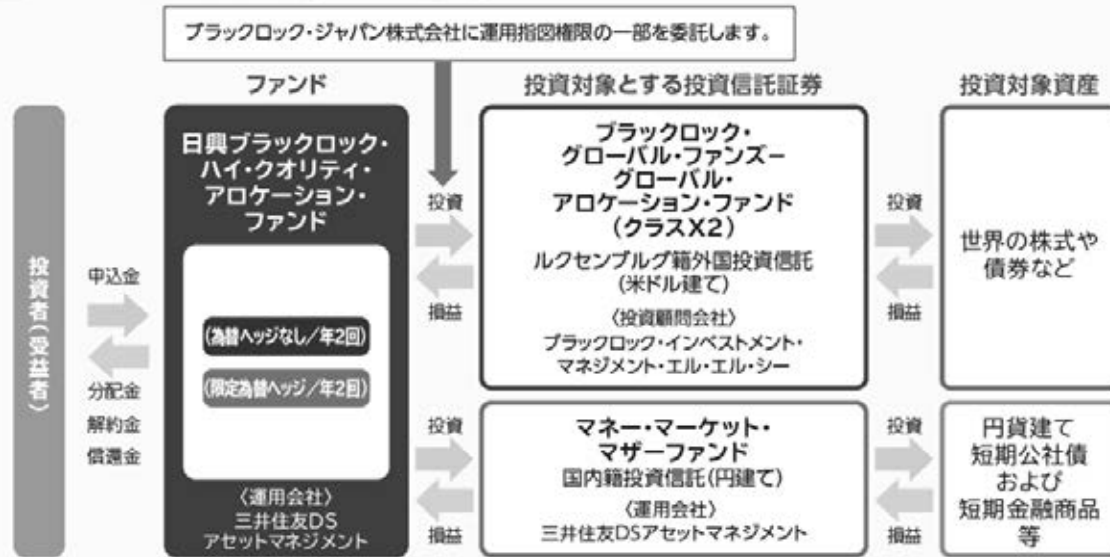 ブラックロック・ジャパン株式会社に運用指図権限の一部を委託します。
ファンド
投資対象とする投資信託証券
投資対象資産
投資者(受益者)
申込金
分配金
解約金
償還金
日興ブラックロック・
ハイ・クオリティ・
アロケーション・
ファンド
(為替ヘッジなし/年2回)
(限定為替ヘッジ/年2回)
〈運用会社〉
三井住友DS
アセットマネジメント
投資
損益
ブラックロック・
グローバル・ファンズー
グローバル・
アロケーション・ファンド
(クラスX2)
ルクセンブルグ籍外国投資信託
(米ドル建て)
〈投資顧問会社〉
ブラックロック・インベストメント・
マネジメント・エル・エル・シー
投資
損益
世界の株式や
債券など
投資
損益
マネー・マーケット・
マザーファンド
国内籍投資信託(円建て)
〈運用会社〉
三井住友DSアセットマネジメント
投資
損益
円貨建て
短期公社債
および
短期金融商品
等